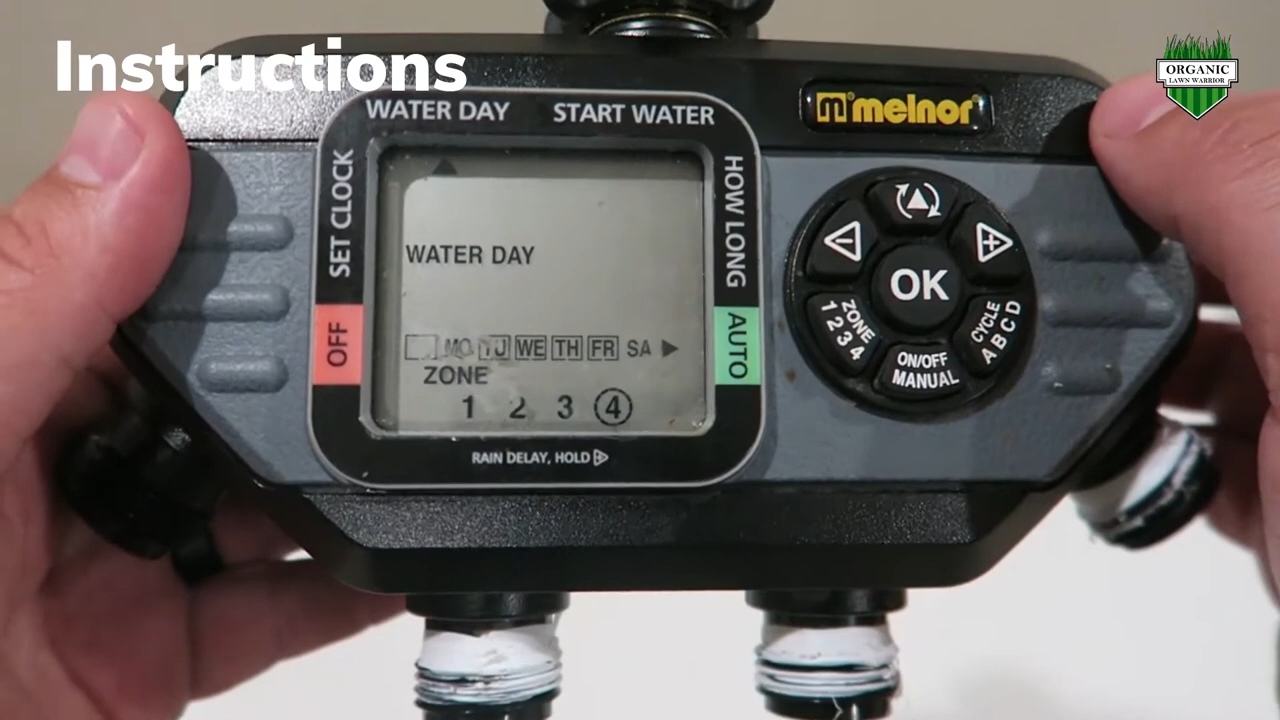 Instructions
ORGANIC
LAWN WARRIOR
WATER DAY START WATER
melnor
SET CLOCK
HOW LONG
OFF
AUTO
WATER DAY
MO TU WE TH FR SA
ZONE
1 2 3 4
RAIN DELAY, HOLD
OK
ZONE
1 2 3 4
CYCLE
A B C D
ON/OFF
MANUAL